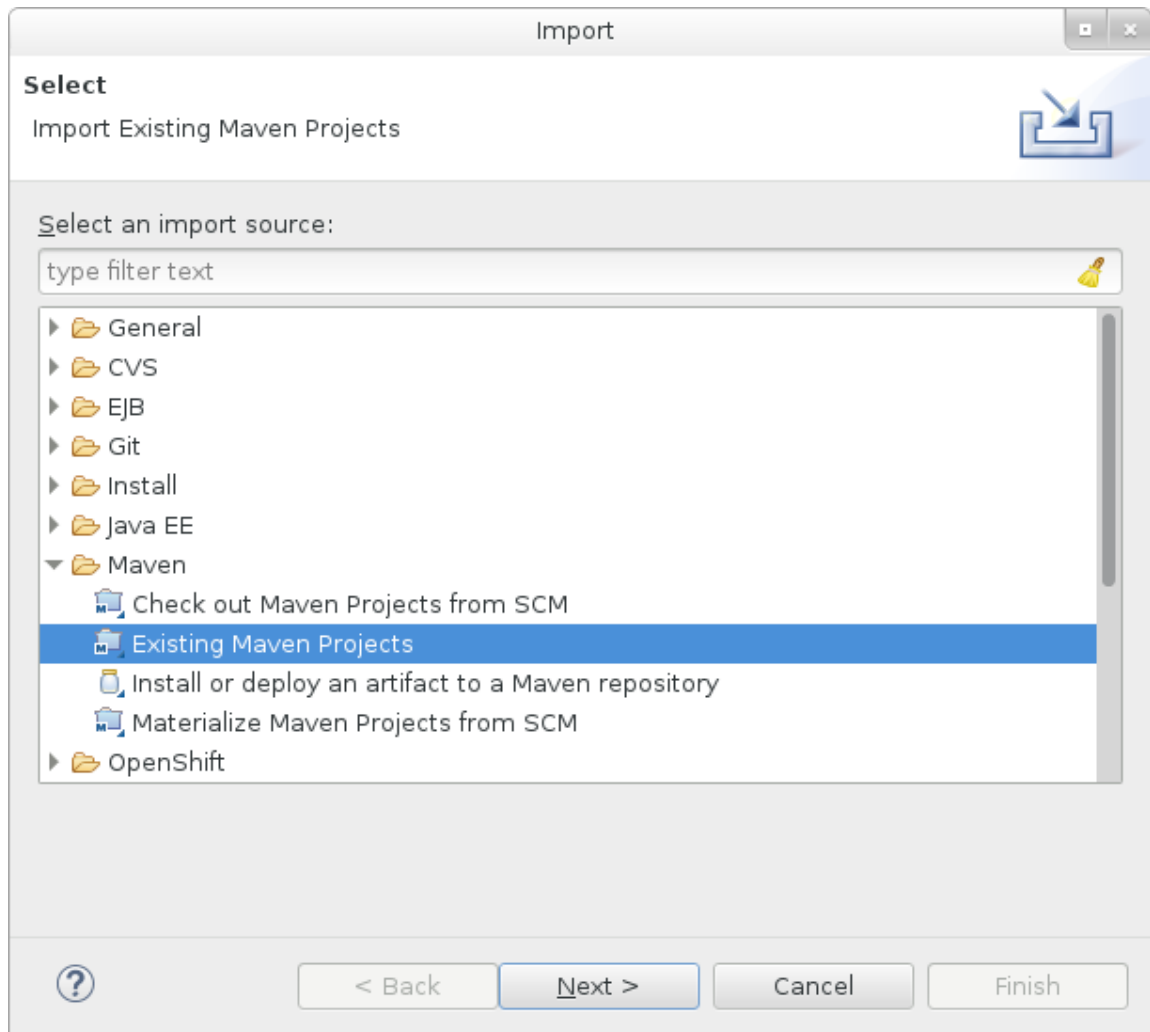 Import
Select
Import Existing Maven Projects
Select an import source:
type filter text
General
CVS
EJB
Git
Install
Java EE
Maven
Check out Maven Projects from SCM
Existing Maven Projects
Install or deploy an artifact to a Maven repository
Materialize Maven Projects from SCM
OpenShift
? < Back Next > Cancel Finish